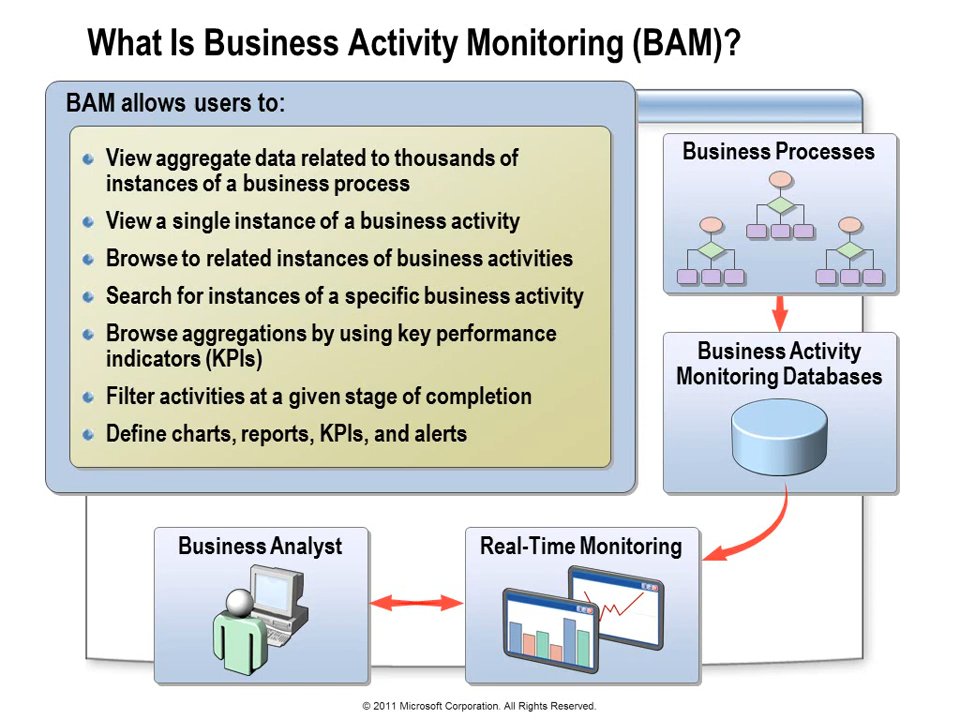 What Is Business Activity Monitoring (BAM)?
BAM allows users to:
View aggregate data related to thousands of
instances of a business process
View a single instance of a business activity
Browse to related instances of business activities
Search for instances of a specific business activity
Browse aggregations by using key performance
indicators (KPIs)
Filter activities at a given stage of completion
Define charts, reports, KPIs, and alerts
Business Processes
Business Activity
Monitoring Databases
Business Analyst
Real-Time Monitoring
© 2011 Microsoft Corporation. All Rights Reserved.